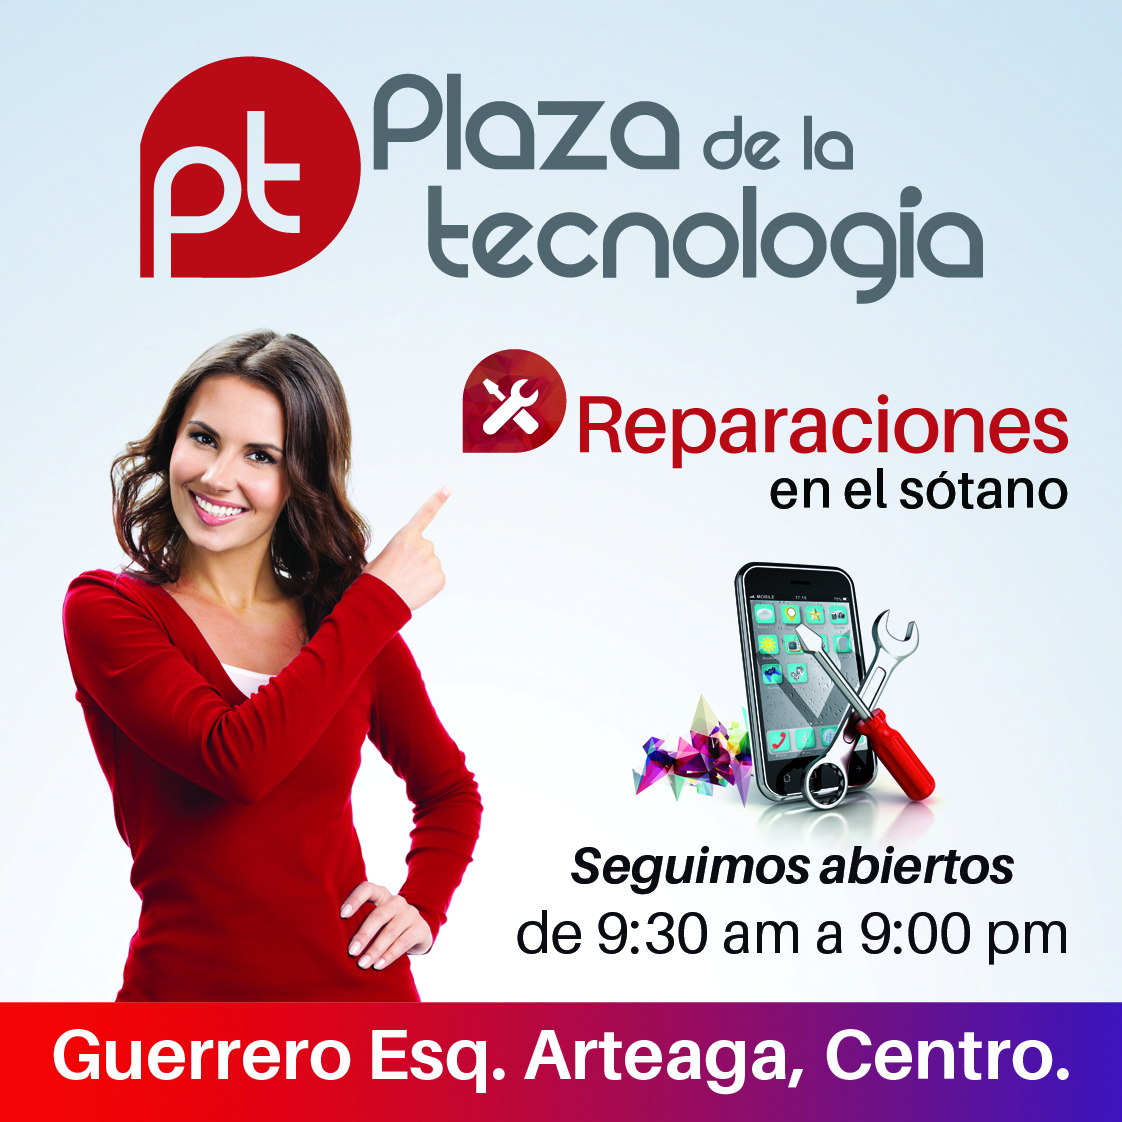 pt
Plaza de la
tecnologia
Reparaciones
en el sótano
Seguimos abiertos
de 9:30 am a 9:00 pm
Guerrero Esq. Arteaga, Centro.